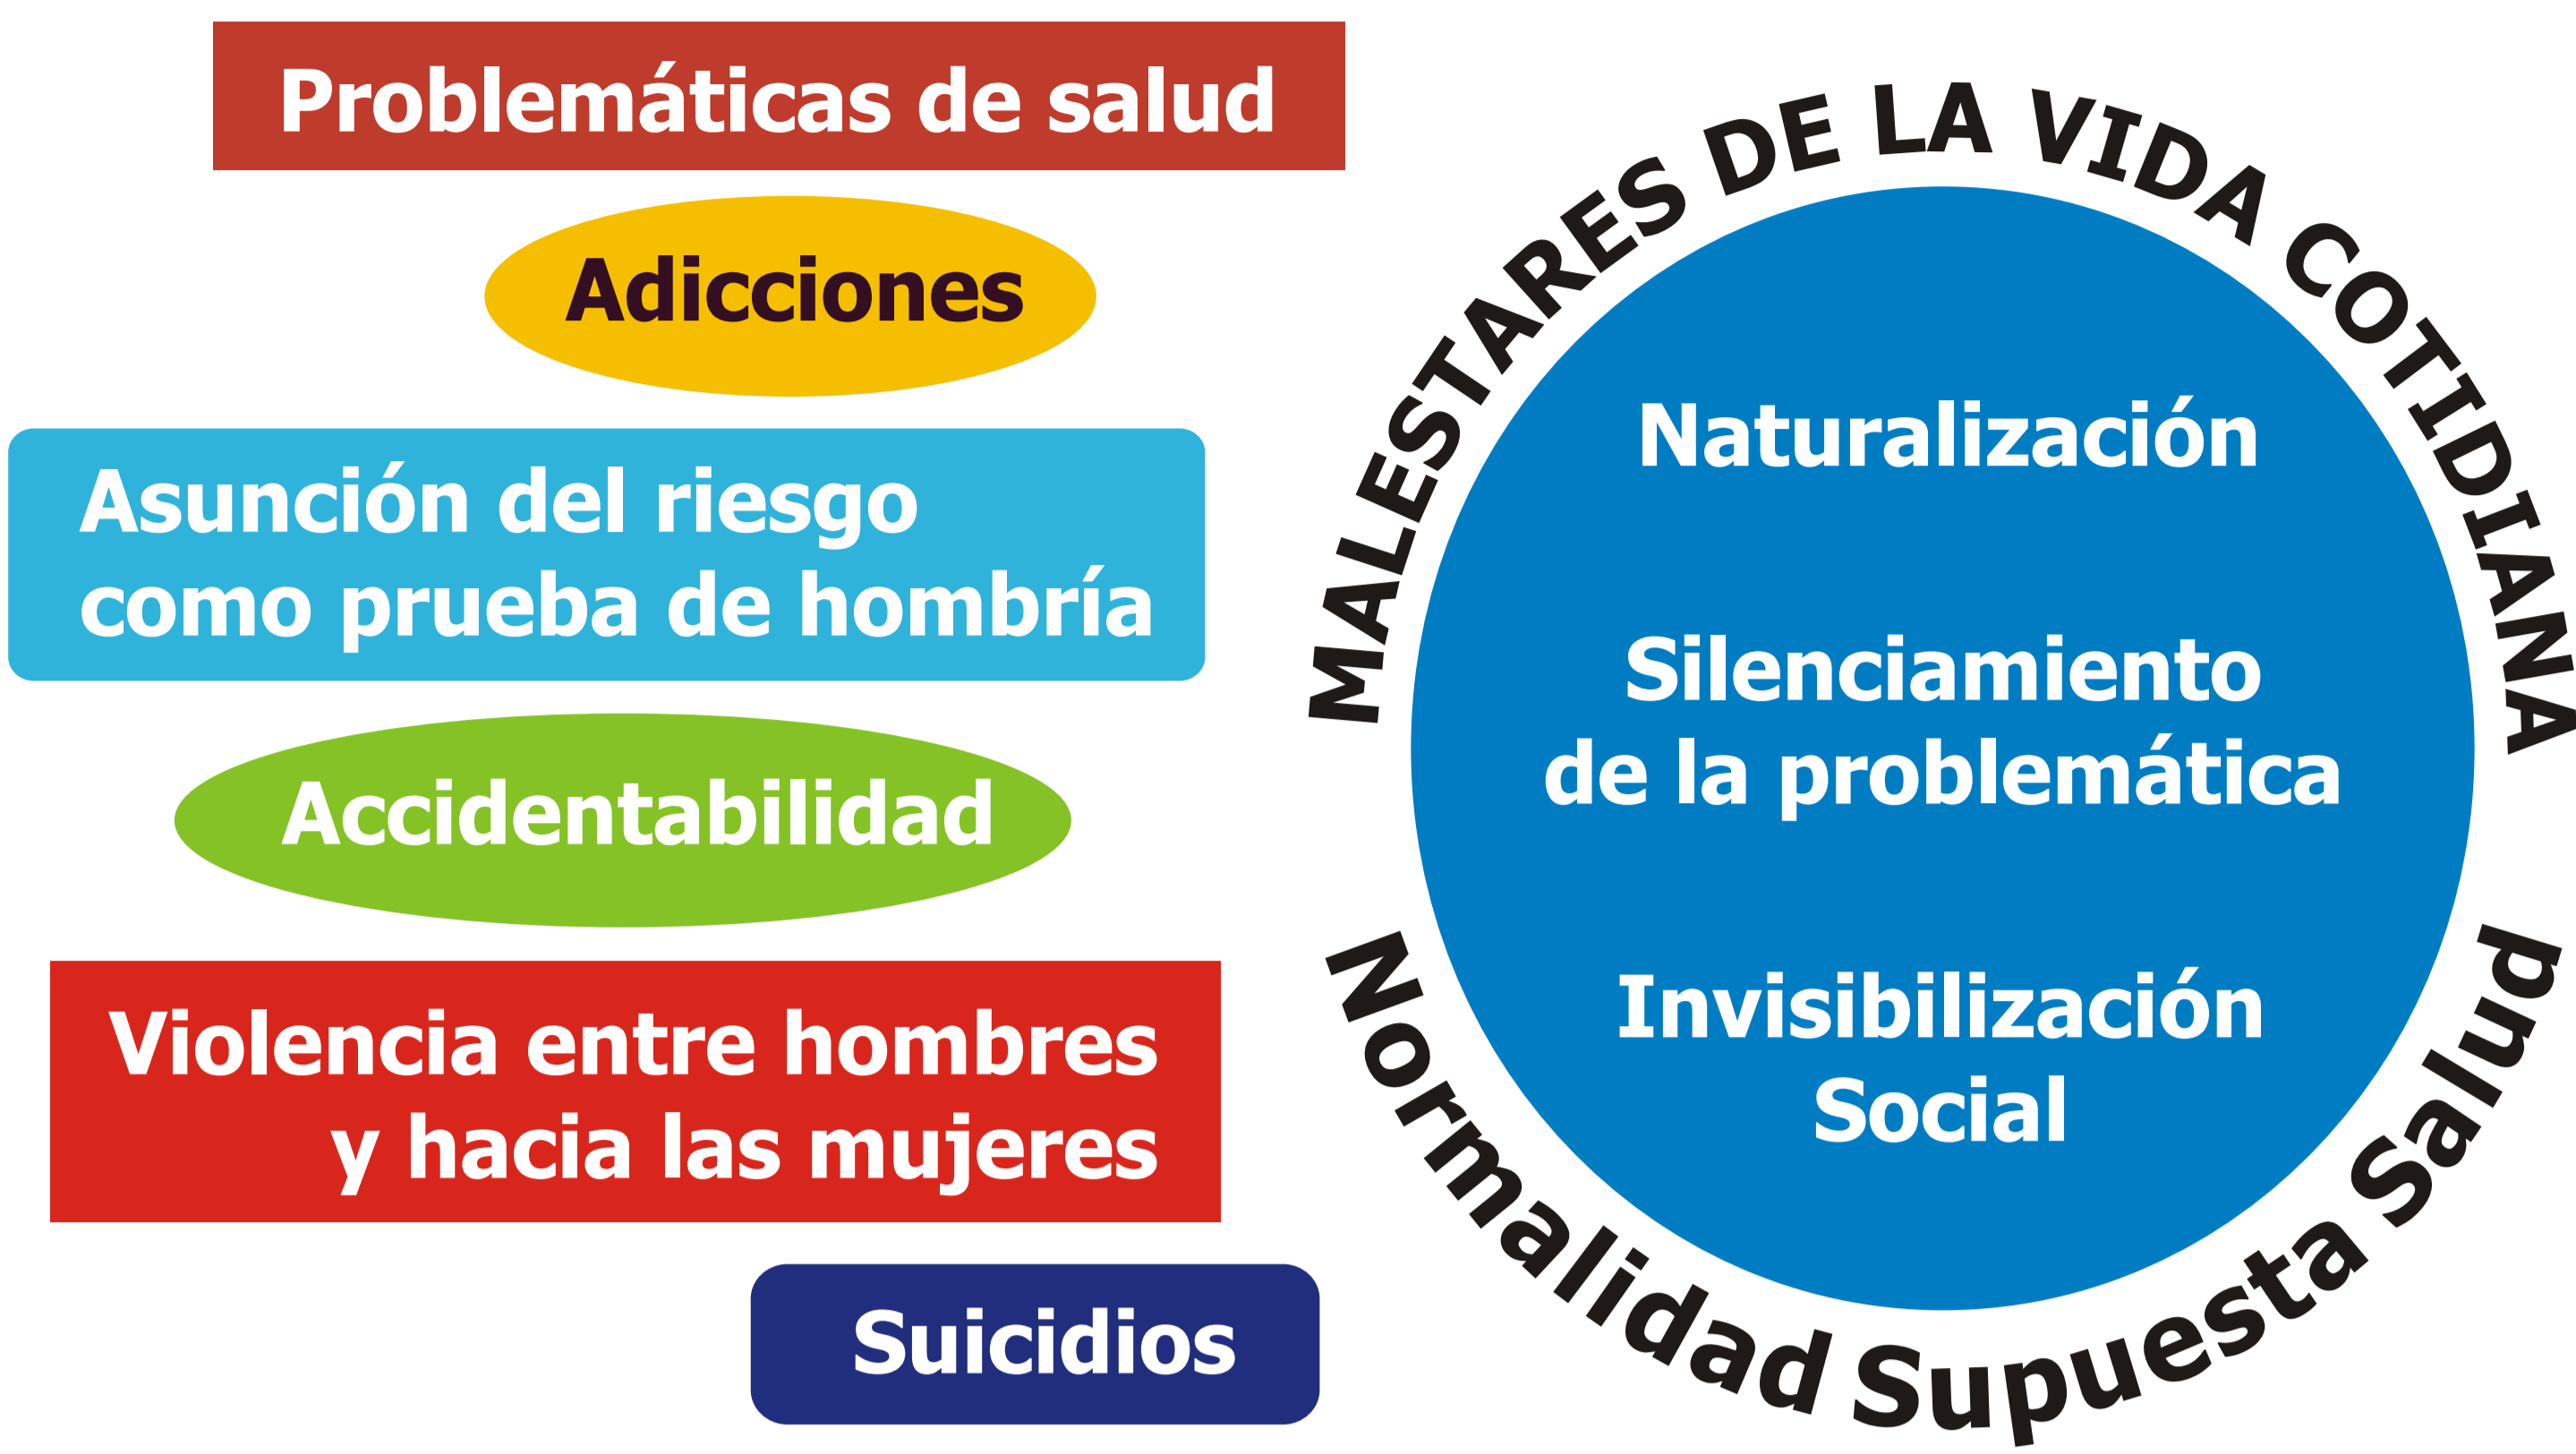 Problemáticas de salud
Adicciones
Asunción del riesgo
como prueba de hombría
Accidentabilidad
Violencia entre hombres
y hacia las mujeres
Suicidios
MALESTARES DE LA VIDA COTIDIANA
Naturalización
Silenciamiento
de la problemática
Invisibilización
Social
Normalidad Supuesta Salud